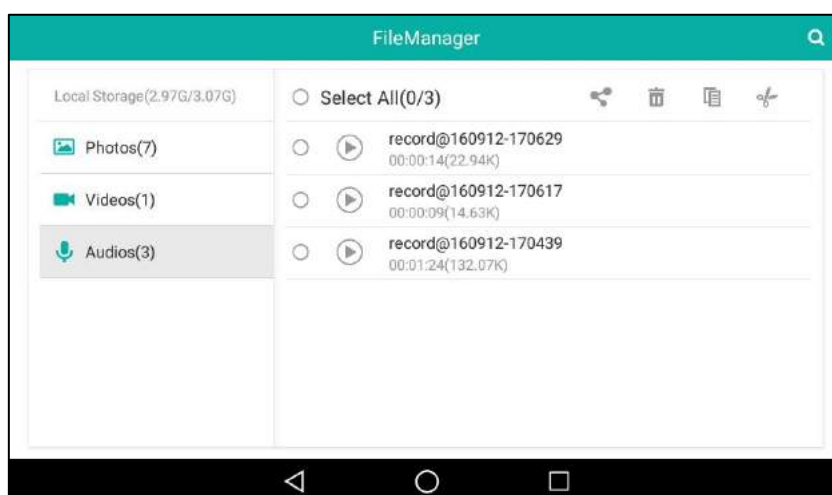 FileManager
Local Storage(2.97G/3.07G)
Photos(7)
Videos(1)
Audios(3)
Select All(0/3)
record@160912-170629
00:00:14(22.94K)
record@160912-170617
00:00:09(14.63K)
record@160912-170439
00:01:24(132.07K)